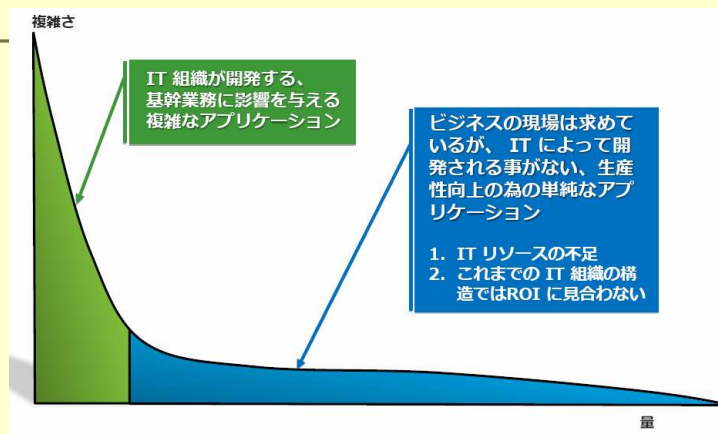 複雑さ
IT 組織が開発する、
基幹業務に影響を与える
複雑なアプリケーション
ビジネスの現場は求めて
いるが、 IT によって開
発される事がない、生産
性向上の為の単純なアプ
リケーション
1. IT リソースの不足
2. これまでの IT 組織の構
造ではROI に見合わない
量